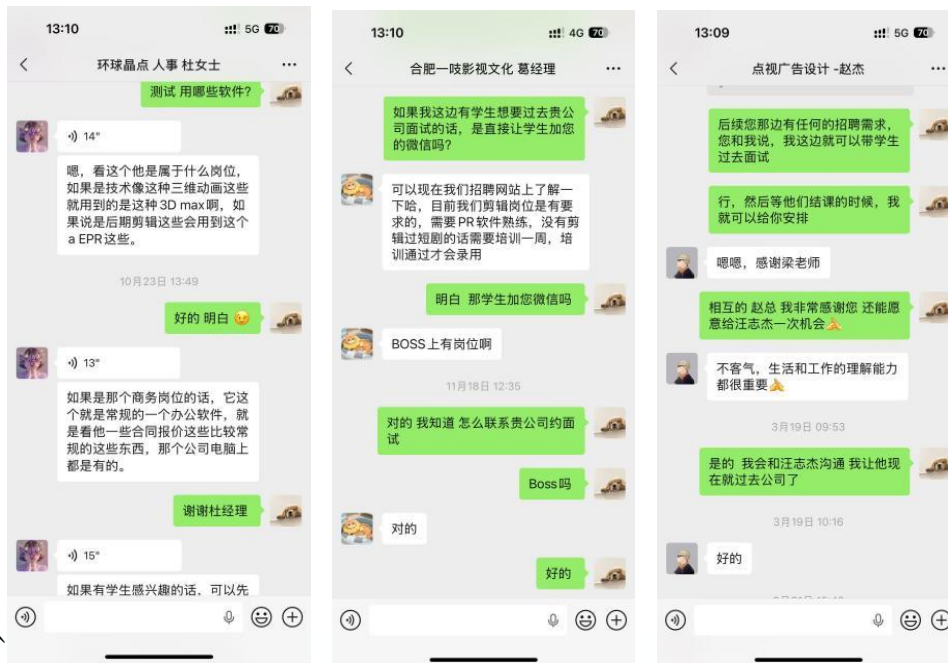 13:10
5G 70
环球晶点 人事 杜女士
测试 用哪些软件?
14"
嗯，看这个他是属于什么岗位，
如果是技术像这种三维动画这些
就用到的是这种 3D max啊，如
果说是后期剪辑这些会用到这个
a EPR这些。
10月23日 13:49
好的 明白
13"
如果是那个商务岗位的话，它这
个就是常规的一个办公软件，就
是看他一些合同报价这些比较常
规的这些东西，那个公司电脑上
都是有的。
谢谢杜经理
15"
如果有学生感兴趣的话，可以先
13:10
4G 70
合肥一吱影视文化 葛经理
如果我这边有学生想要过去贵公
司面试的话，是直接让学生加您
的微信吗?
可以现在我们招聘网站上了解一
下哈，目前我们剪辑岗位是有要
求的，需要PR软件熟练，没有剪
辑过短剧的话需要培训一周，培
训通过才会录用
明白 那学生加您微信吗
BOSS上有岗位啊
11月18日 12:35
对的 我知道 怎么联系贵公司约面
试
Boss吗
对的
好的
13:09
5G 70
点视广告设计 -赵杰
后续您那边有任何的招聘需求，
您和我说，我这边就可以带学生
过去面试
行，然后等他们结课的时候，我
就可以给你安排
嗯嗯，感谢梁老师
相互的 赵总 我非常感谢您 还能愿
意给汪志杰一次机会🙏
不客气，生活和工作的理解能力
都很重要🙏
3月19日 09:53
是的 我会和汪志杰沟通 我让他现
在就过去公司了
3月19日 10:16
好的